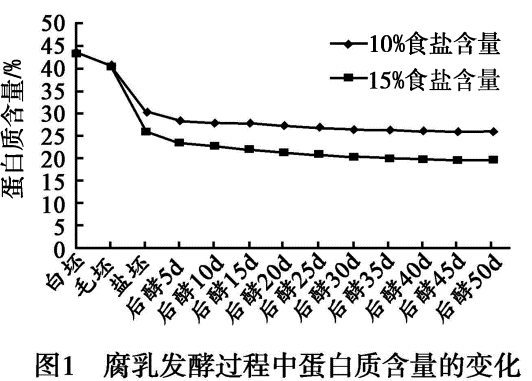 50
45
40
35
30
25
20
15
10
5
0
蛋白质含量/%
10%食盐含量
15%食盐含量
白坯
毛坯
盐坯
后酵5d
后酵10d
后酵15d
后酵20d
后酵25d
后酵30d
后酵35d
后酵40d
后酵45d
后酵50d
图1 腐乳发酵过程中蛋白质含量的变化